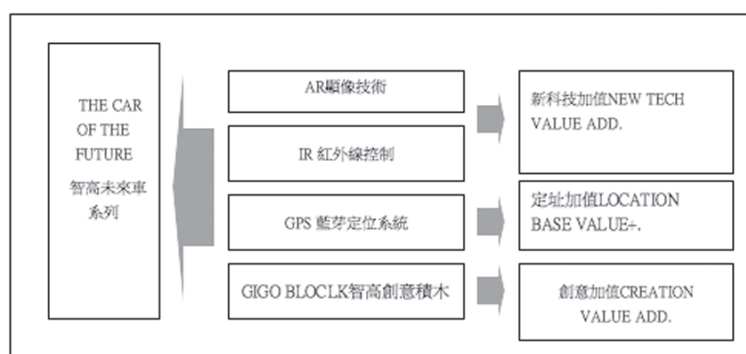 THE CAR
OF THE
FUTURE
智高未來車
系列
AR顯像技術
IR 紅外線控制
GPS 藍芽定位系統
GIGO BLOCLK智高創意積木
新科技加值NEW TECH
VALUE ADD.
定址加值LOCATION
BASE VALUE+.
創意加值CREATION
VALUE ADD.